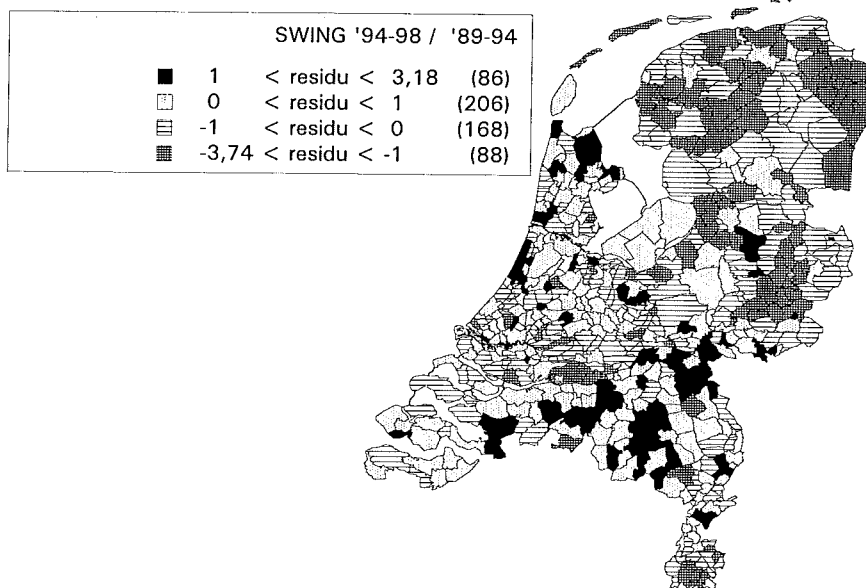 SWING '94-98 / '89-94
1 < residu < 3,18 (86)
0 < residu < 1 (206)
-1 < residu < 0 (168)
-3,74 < residu < -1 (88)